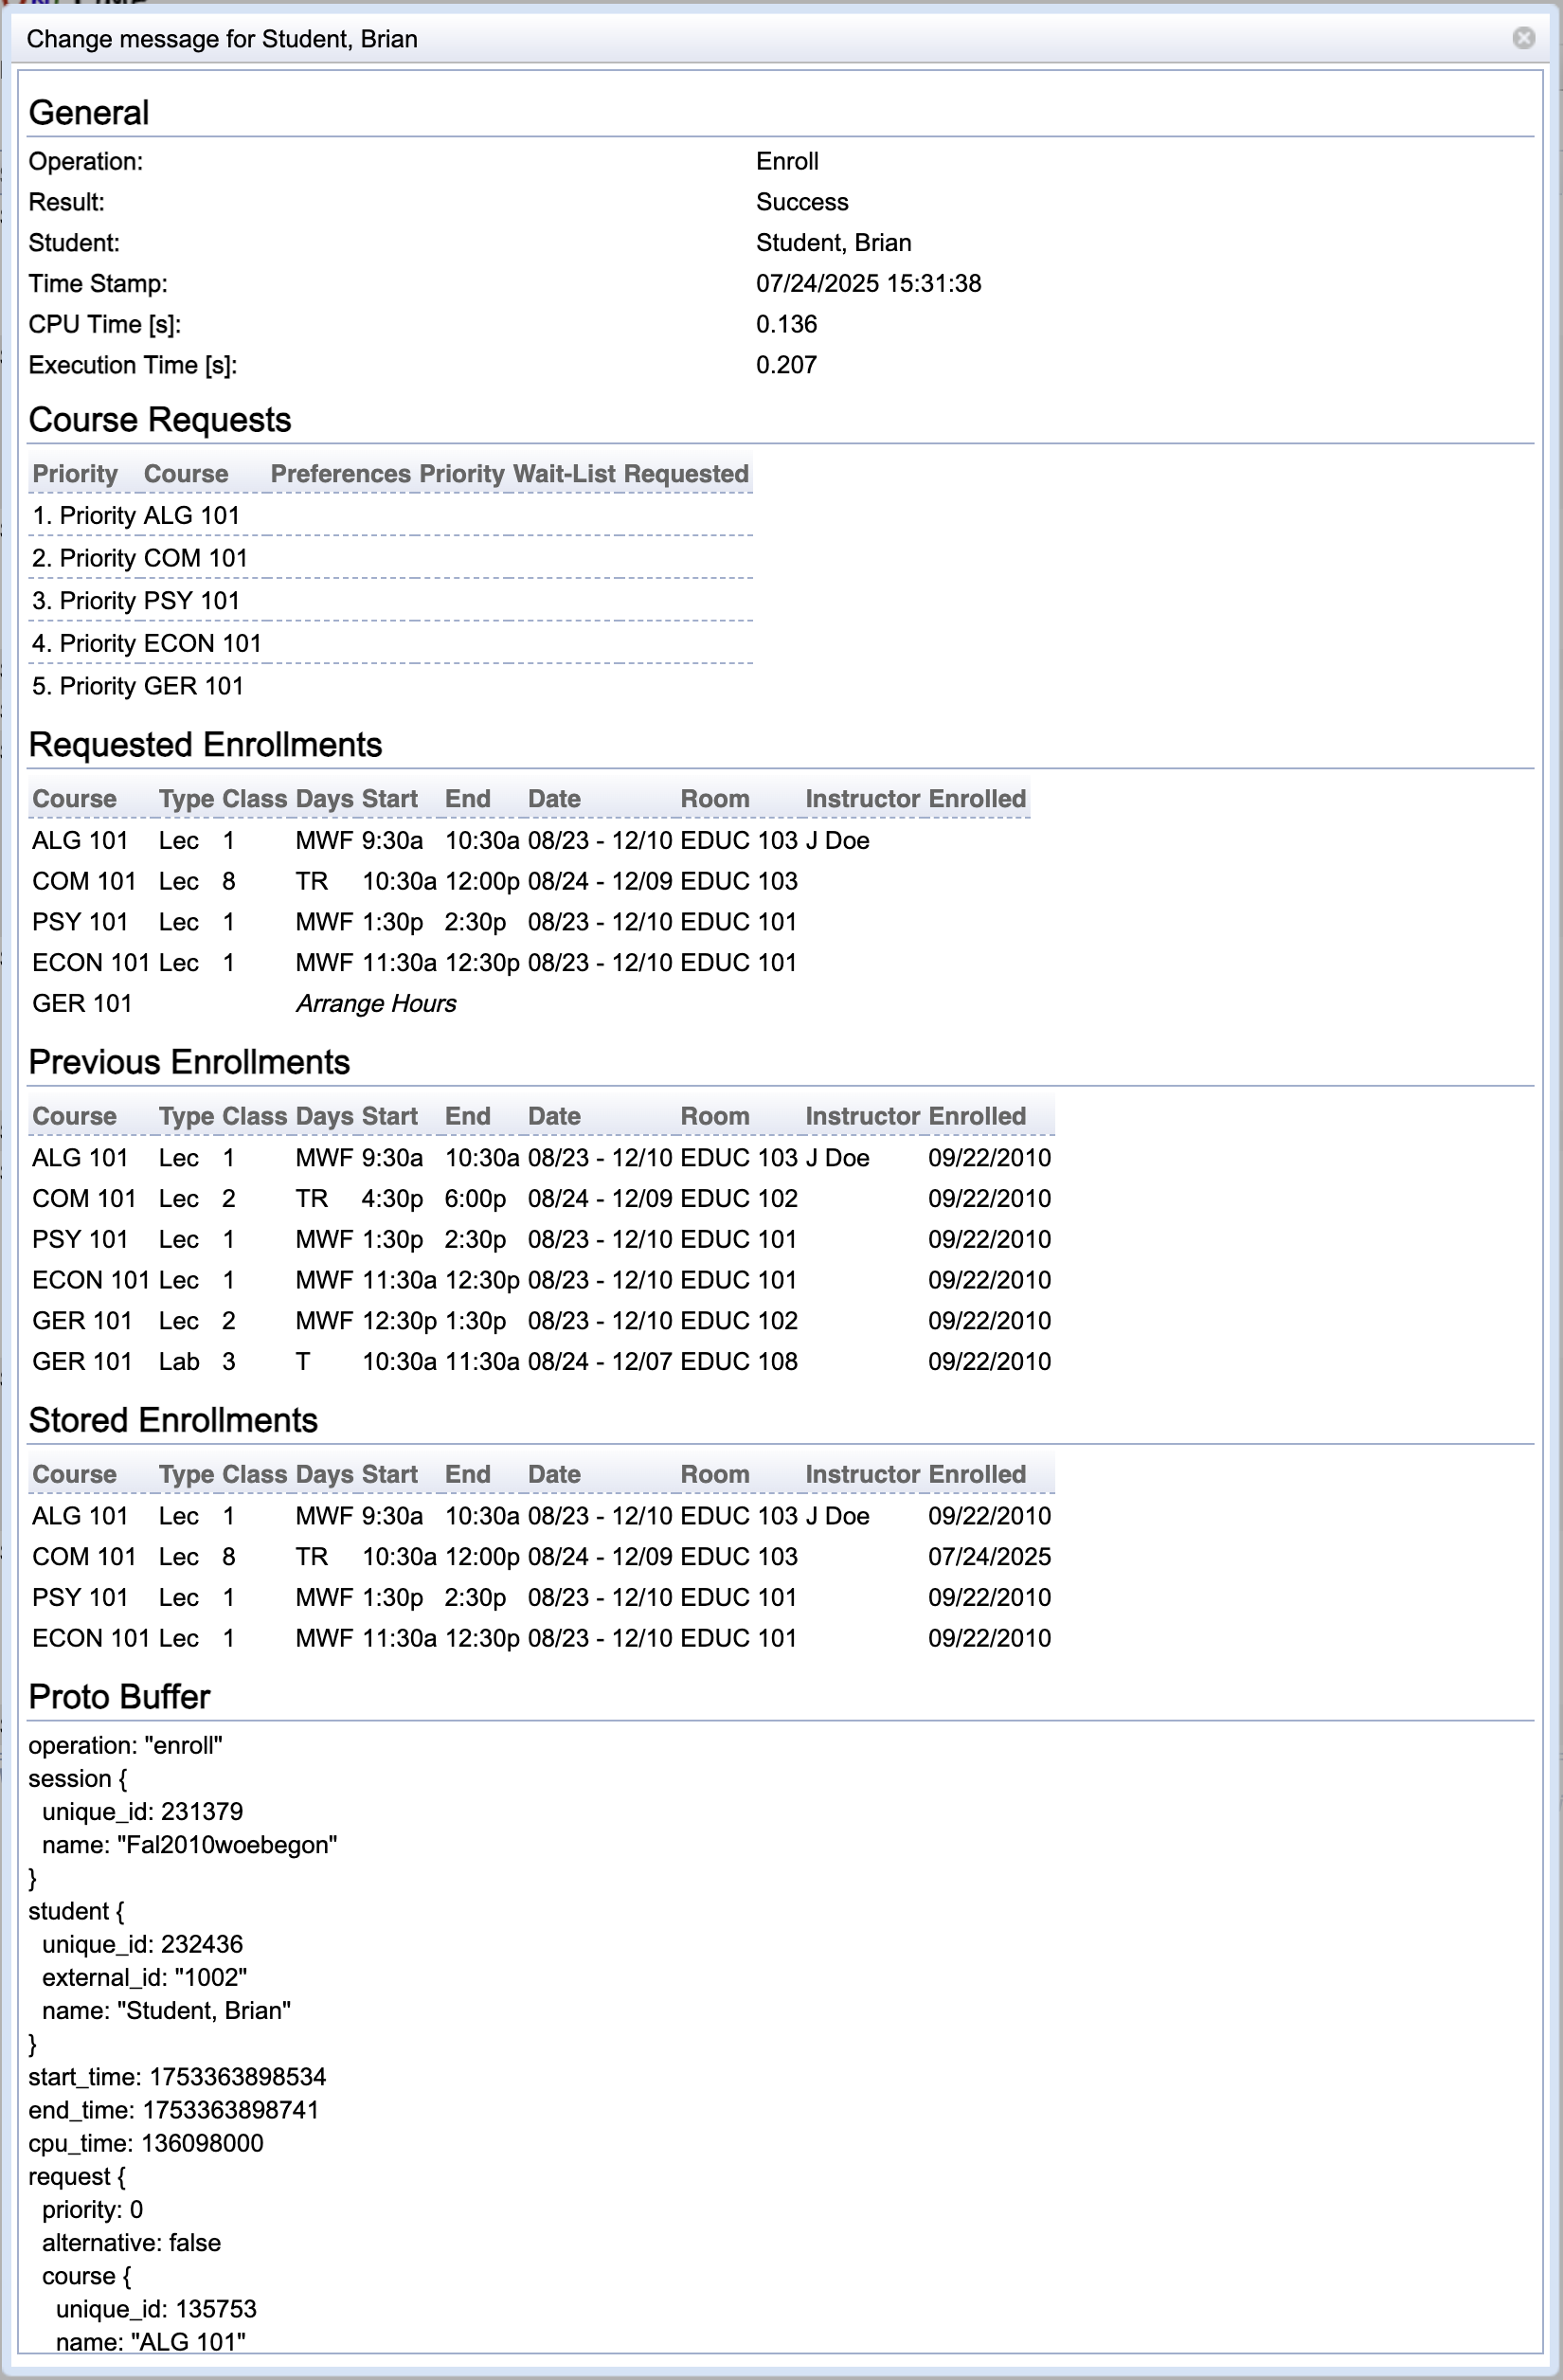 Change message for Student, Brian
General
Operation: Enroll
Result: Success
Student: Student, Brian
Time Stamp: 07/24/2025 15:31:38
CPU Time [s]: 0.136
Execution Time [s]: 0.207
Course Requests
Priority Course Preferences Priority Wait-List Requested
1. Priority ALG 101
2. Priority COM 101
3. Priority PSY 101
4. Priority ECON 101
5. Priority GER 101
Requested Enrollments
Course Type Class Days Start End Date Room Instructor Enrolled
ALG 101 Lec 1 MWF 9:30a 10:30a 08/23 - 12/10 EDUC 103 J Doe
COM 101 Lec 8 TR 10:30a 12:00p 08/24 - 12/09 EDUC 103
PSY 101 Lec 1 MWF 1:30p 2:30p 08/23 - 12/10 EDUC 101
ECON 101 Lec 1 MWF 11:30a 12:30p 08/23 - 12/10 EDUC 101
GER 101 Arrange Hours
Previous Enrollments
Course Type Class Days Start End Date Room Instructor Enrolled
ALG 101 Lec 1 MWF 9:30a 10:30a 08/23 - 12/10 EDUC 103 J Doe 09/22/2010
COM 101 Lec 2 TR 4:30p 6:00p 08/24 - 12/09 EDUC 102 09/22/2010
PSY 101 Lec 1 MWF 1:30p 2:30p 08/23 - 12/10 EDUC 101 09/22/2010
ECON 101 Lec 1 MWF 11:30a 12:30p 08/23 - 12/10 EDUC 101 09/22/2010
GER 101 Lec 2 MWF 12:30p 1:30p 08/23 - 12/10 EDUC 102 09/22/2010
GER 101 Lab 3 T 10:30a 11:30a 08/24 - 12/07 EDUC 108 09/22/2010
Stored Enrollments
Course Type Class Days Start End Date Room Instructor Enrolled
ALG 101 Lec 1 MWF 9:30a 10:30a 08/23 - 12/10 EDUC 103 J Doe 09/22/2010
COM 101 Lec 8 TR 10:30a 12:00p 08/24 - 12/09 EDUC 103 07/24/2025
PSY 101 Lec 1 MWF 1:30p 2:30p 08/23 - 12/10 EDUC 101 09/22/2010
ECON 101 Lec 1 MWF 11:30a 12:30p 08/23 - 12/10 EDUC 101 09/22/2010
Proto Buffer
operation: "enroll"
session {
unique_id: 231379
name: "Fal2010woebegon"
}
student {
unique_id: 232436
external_id: "1002"
name: "Student, Brian"
}
start_time: 1753363898534
end_time: 1753363898741
cpu_time: 136098000
request {
priority: 0
alternative: false
course {
unique_id: 135753
name: "ALG 101"